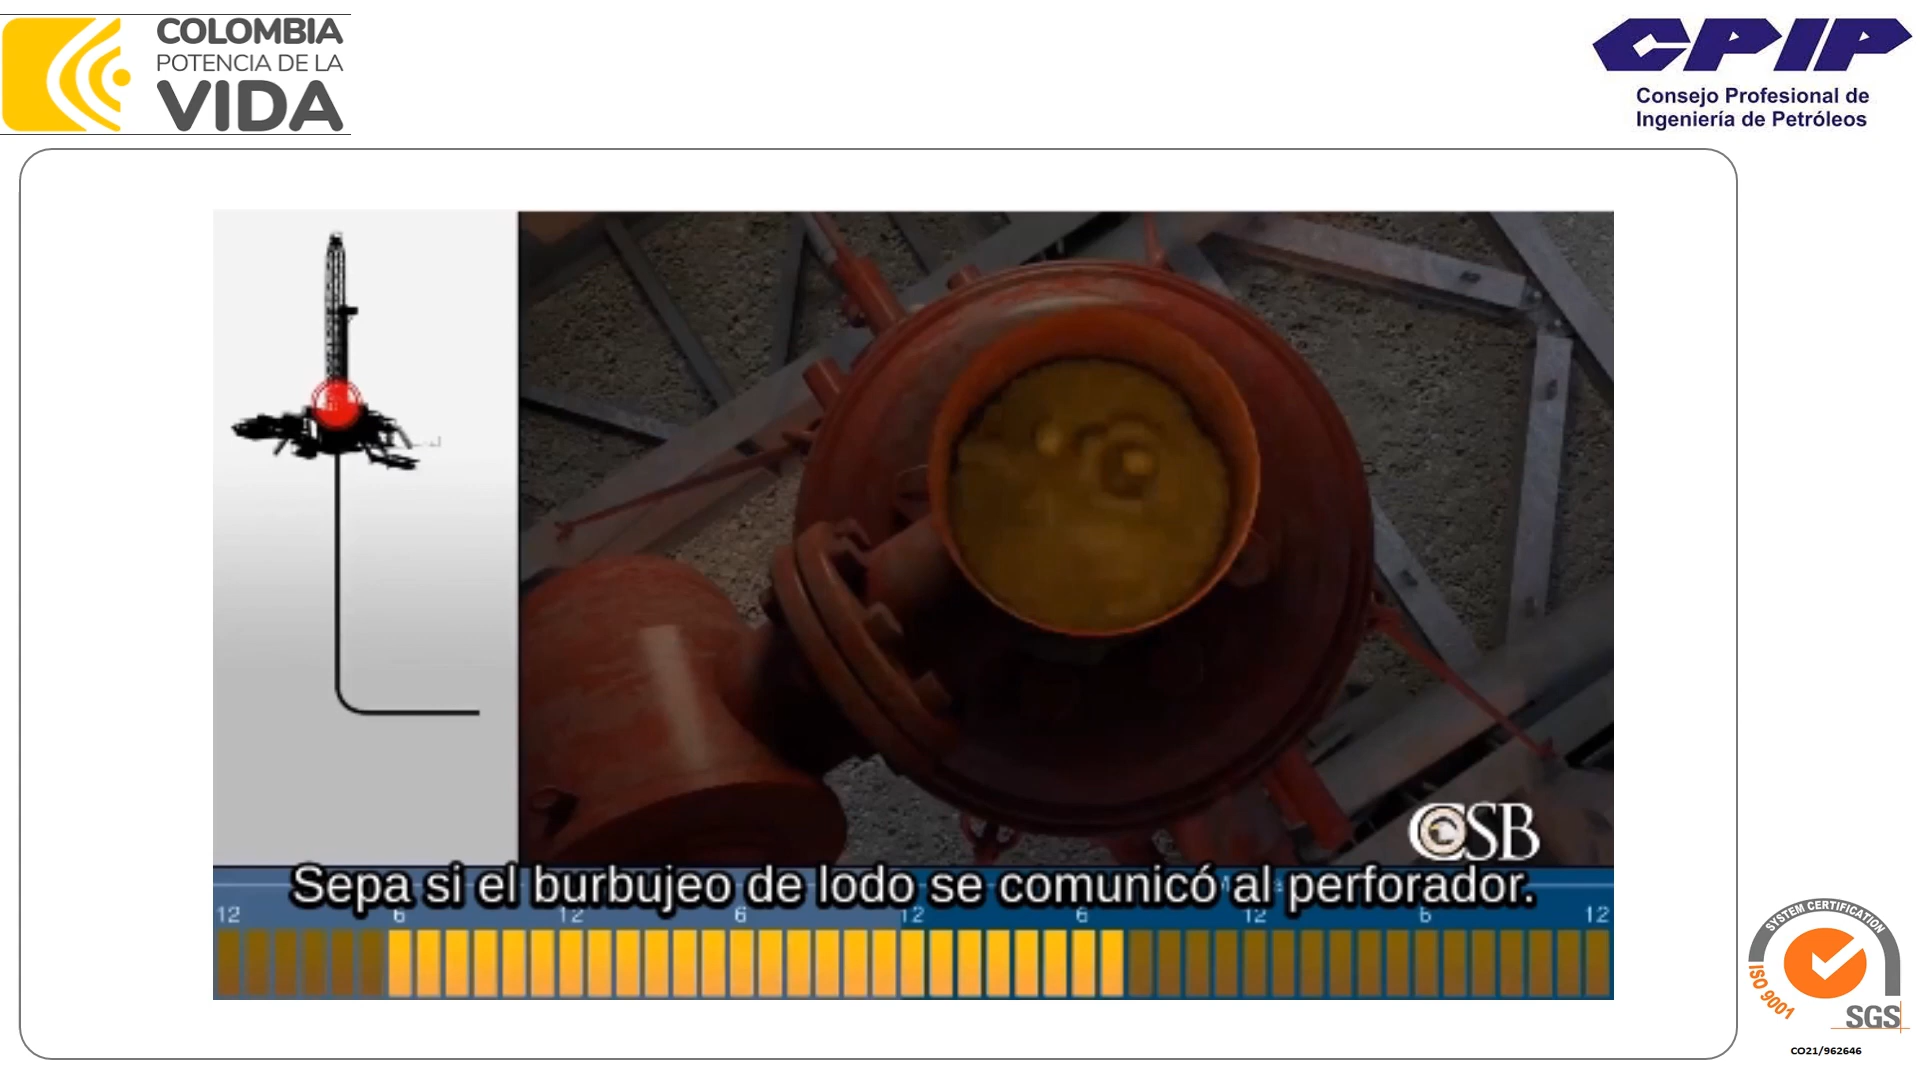 COLOMBIA
POTENCIA DE LA
VIDA
CPIP
Consejo Profesional de
Ingeniería de Petróleos
CSB
Sepa si el burbujeo de lodo se comunicó al perforador.
12 6 12 6 12 6 12 6 12
SYSTEM CERTIFICATION
ISO 9001
SGS
CO21/962646